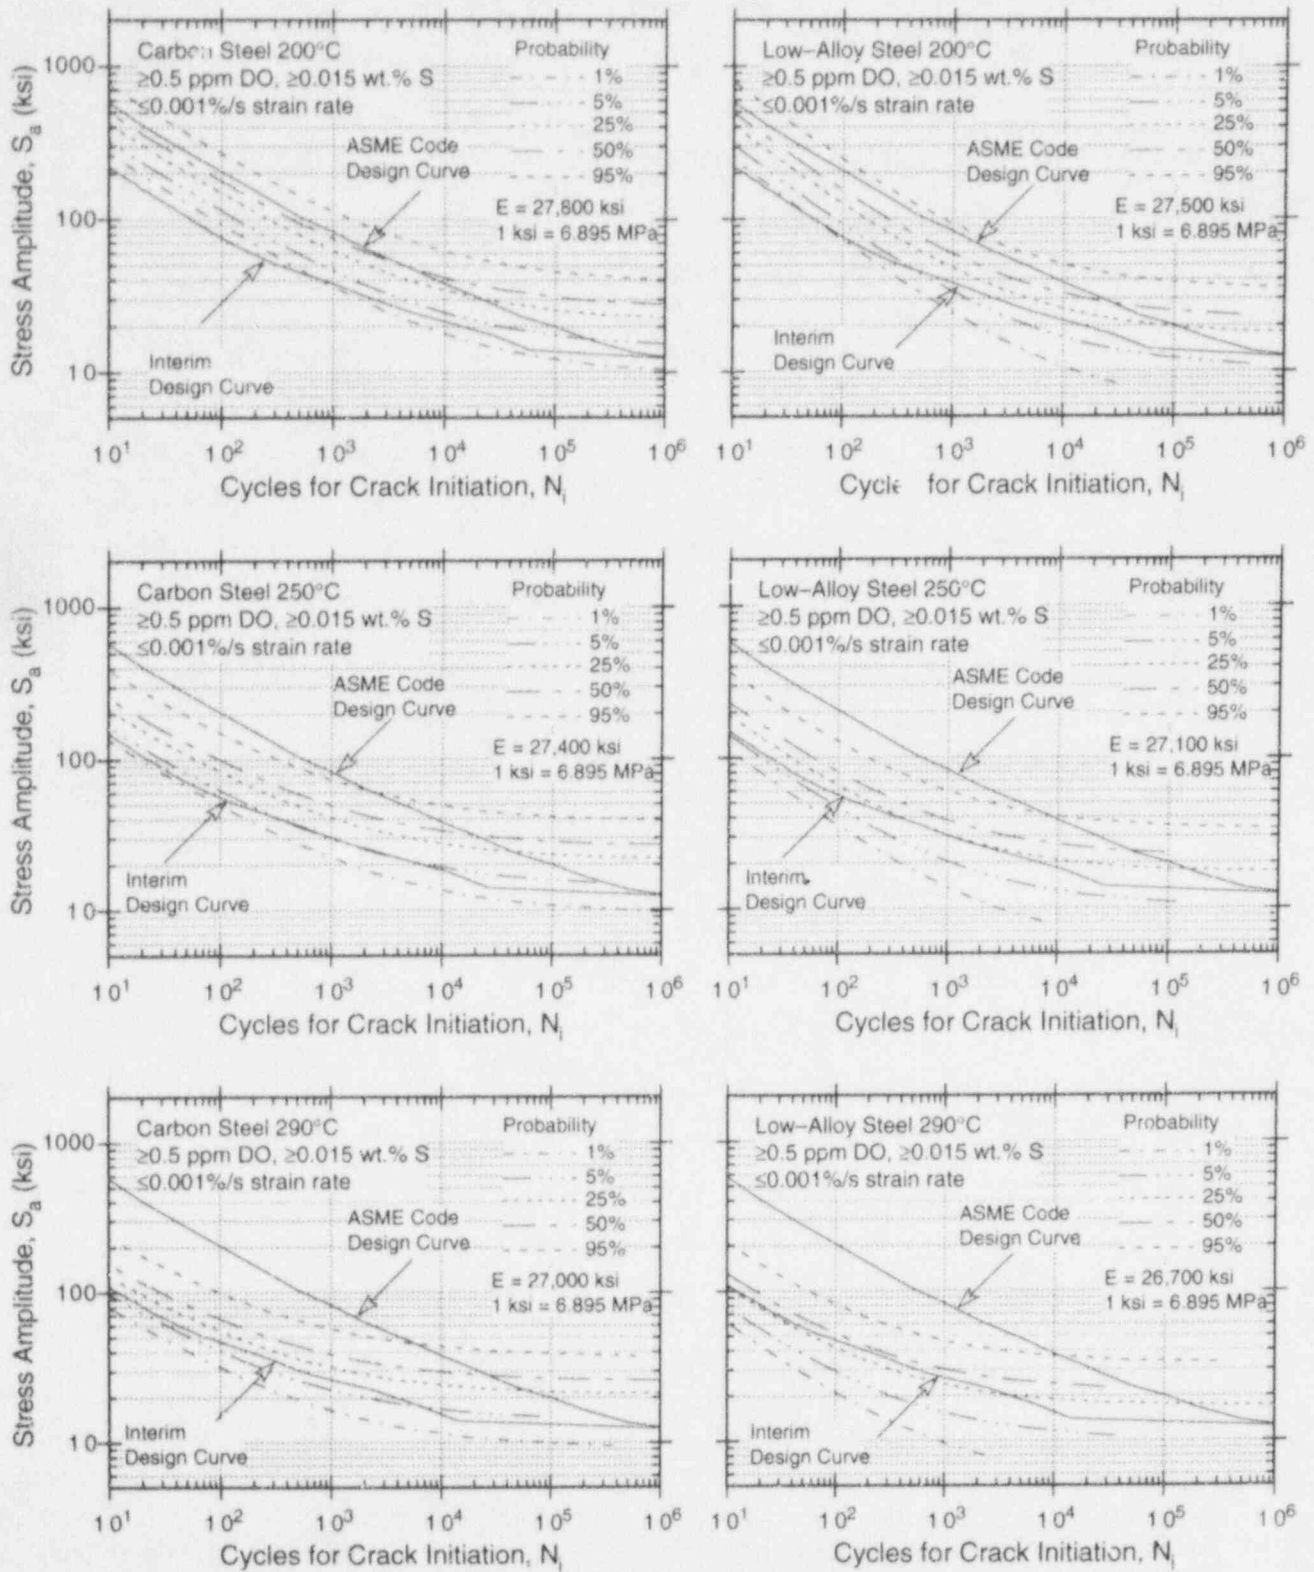 Carbon Steel 200°C
≥0.5 ppm DO, ≥0.015 wt.% S
≤0.001%/s strain rate
Probability
1%
5%
25%
50%
95%
ASME Code
Design Curve
E = 27,800 ksi
1 ksi = 6.895 MPa
Interim
Design Curve
Stress Amplitude, Sₐ (ksi)
1000
100
10
10¹ 10² 10³ 10⁴ 10⁵ 10⁶
Cycles for Crack Initiation, Nᵢ
Low–Alloy Steel 200°C
≥0.5 ppm DO, ≥0.015 wt.% S
≤0.001%/s strain rate
Probability
1%
5%
25%
50%
95%
ASME Code
Design Curve
E = 27,500 ksi
1 ksi = 6.895 MPa
Interim
Design Curve
10¹ 10² 10³ 10⁴ 10⁵ 10⁶
for Crack Initiation, Nᵢ
Carbon Steel 250°C
≥0.5 ppm DO, ≥0.015 wt.% S
≤0.001%/s strain rate
Probability
1%
5%
25%
50%
95%
ASME Code
Design Curve
E = 27,400 ksi
1 ksi = 6.895 MPa
Interim
Design Curve
Stress Amplitude, Sₐ (ksi)
1000
100
10
10¹ 10² 10³ 10⁴ 10⁵ 10⁶
Cycles for Crack Initiation, Nᵢ
Low–Alloy Steel 250°C
≥0.5 ppm DO, ≥0.015 wt.% S
≤0.001%/s strain rate
Probability
1%
5%
25%
50%
95%
ASME Code
Design Curve
E = 27,100 ksi
1 ksi = 6.895 MPa
Interim
Design Curve
10¹ 10² 10³ 10⁴ 10⁵ 10⁶
Cycles for Crack Initiation, Nᵢ
Carbon Steel 290°C
≥0.5 ppm DO, ≥0.015 wt.% S
≤0.001%/s strain rate
Probability
1%
5%
25%
50%
95%
ASME Code
Design Curve
E = 27,000 ksi
1 ksi = 6.895 MPa
Interim
Design Curve
Stress Amplitude, Sₐ (ksi)
1000
100
10
10¹ 10² 10³ 10⁴ 10⁵ 10⁶
Cycles for Crack Initiation, Nᵢ
Low–Alloy Steel 290°C
≥0.5 ppm DO, ≥0.015 wt.% S
≤0.001%/s strain rate
Probability
1%
5%
25%
50%
95%
ASME Code
Design Curve
E = 26,700 ksi
1 ksi = 6.895 MPa
Interim
Design Curve
10¹ 10² 10³ 10⁴ 10⁵ 10⁶
Cycles for Crack Initiation, Nᵢ